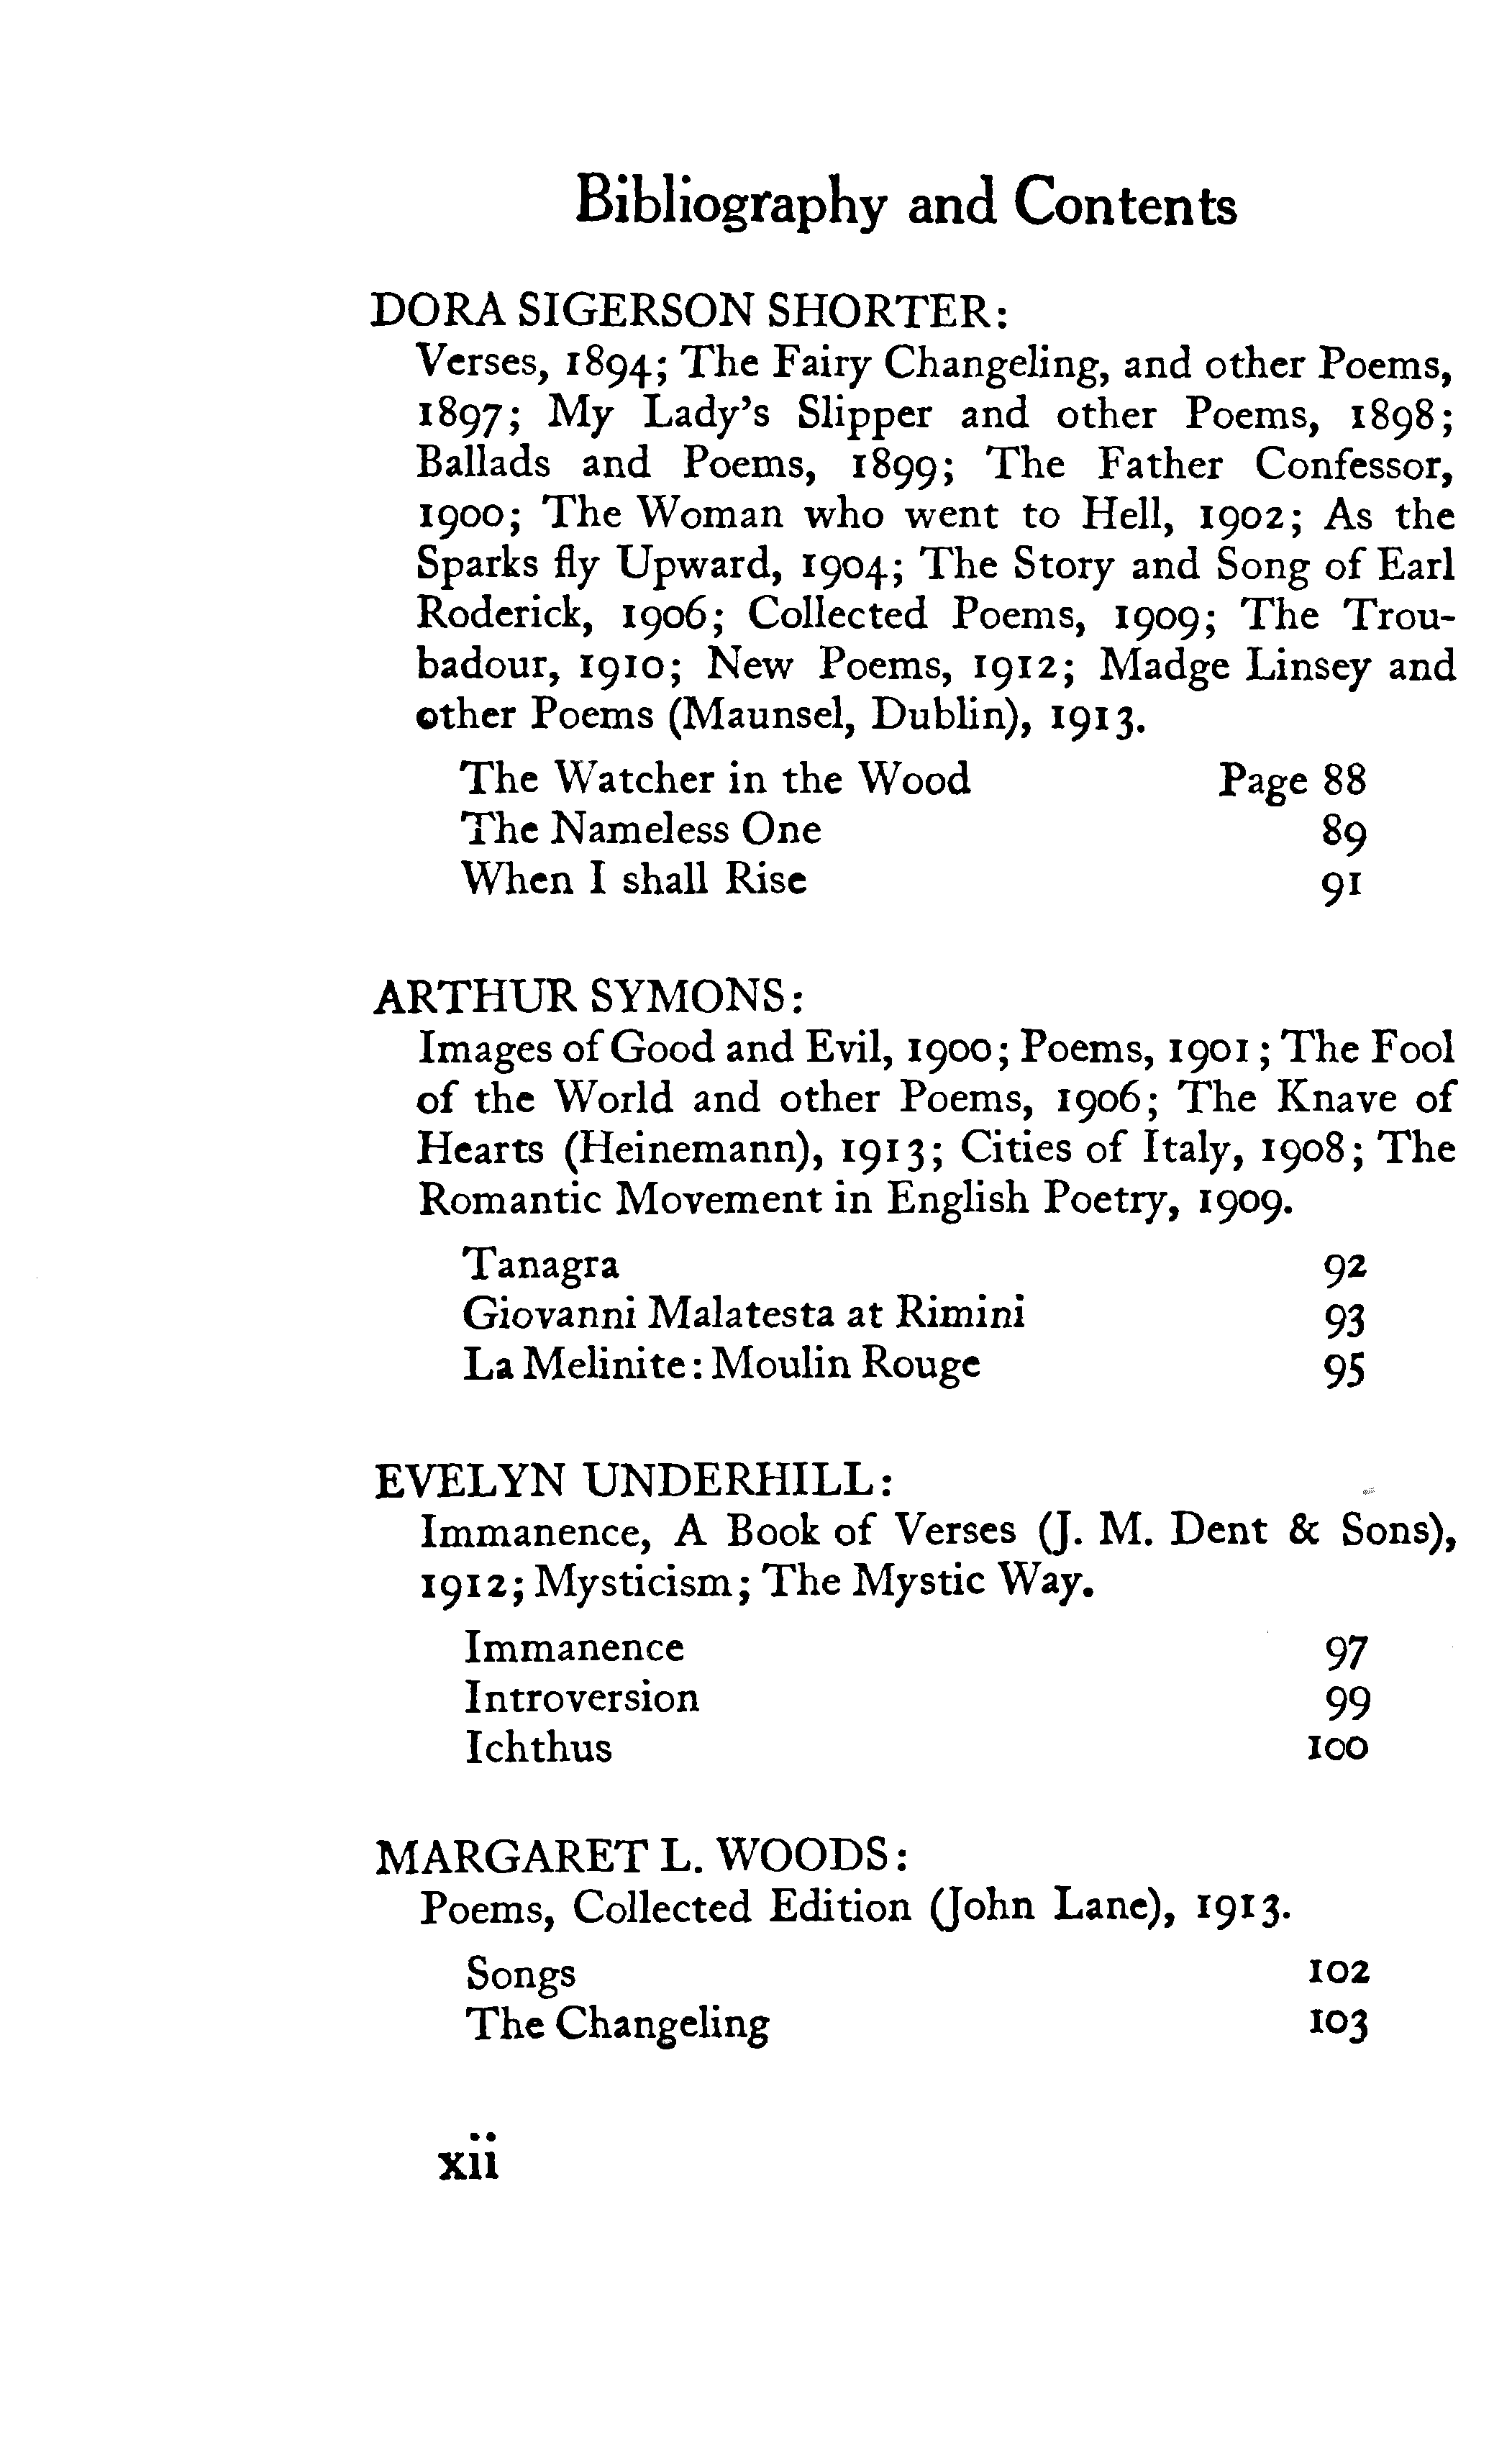 Bibliography and Contents
DORA SIGERSON SHORTER:
Verses, 1894; The Fairy Changeling, and other Poems,
1897; My Lady's Slipper and other Poems, 1898;
Ballads and Poems, 1899; The Father Confessor,
1900; The Woman who went to Hell, 1902; As the
Sparks fly Upward, 1904; The Story and Song of Earl
Roderick, 1906; Collected Poems, 1909; The Trou-
badour, 1910; New Poems, 1912; Madge Linsey and
other Poems (Maunsel, Dublin), 1913.
The Watcher in the Wood Page 88
The Nameless One 89
When I shall Rise 91
ARTHUR SYMONS:
Images of Good and Evil, 1900; Poems, 1901; The Fool
of the World and other Poems, 1906; The Knave of
Hearts (Heinemann), 1913; Cities of Italy, 1908; The
Romantic Movement in English Poetry, 1909.
Tanagra 92
Giovanni Malatesta at Rimini 93
La Melinite: Moulin Rouge 95
EVELYN UNDERHILL:
Immanence, A Book of Verses (J. M. Dent & Sons),
1912; Mysticism; The Mystic Way.
Immanence 97
Introversion 99
Ichthus 100
MARGARET L. WOODS:
Poems, Collected Edition (John Lane), 1913.
Songs 102
The Changeling 103
xii